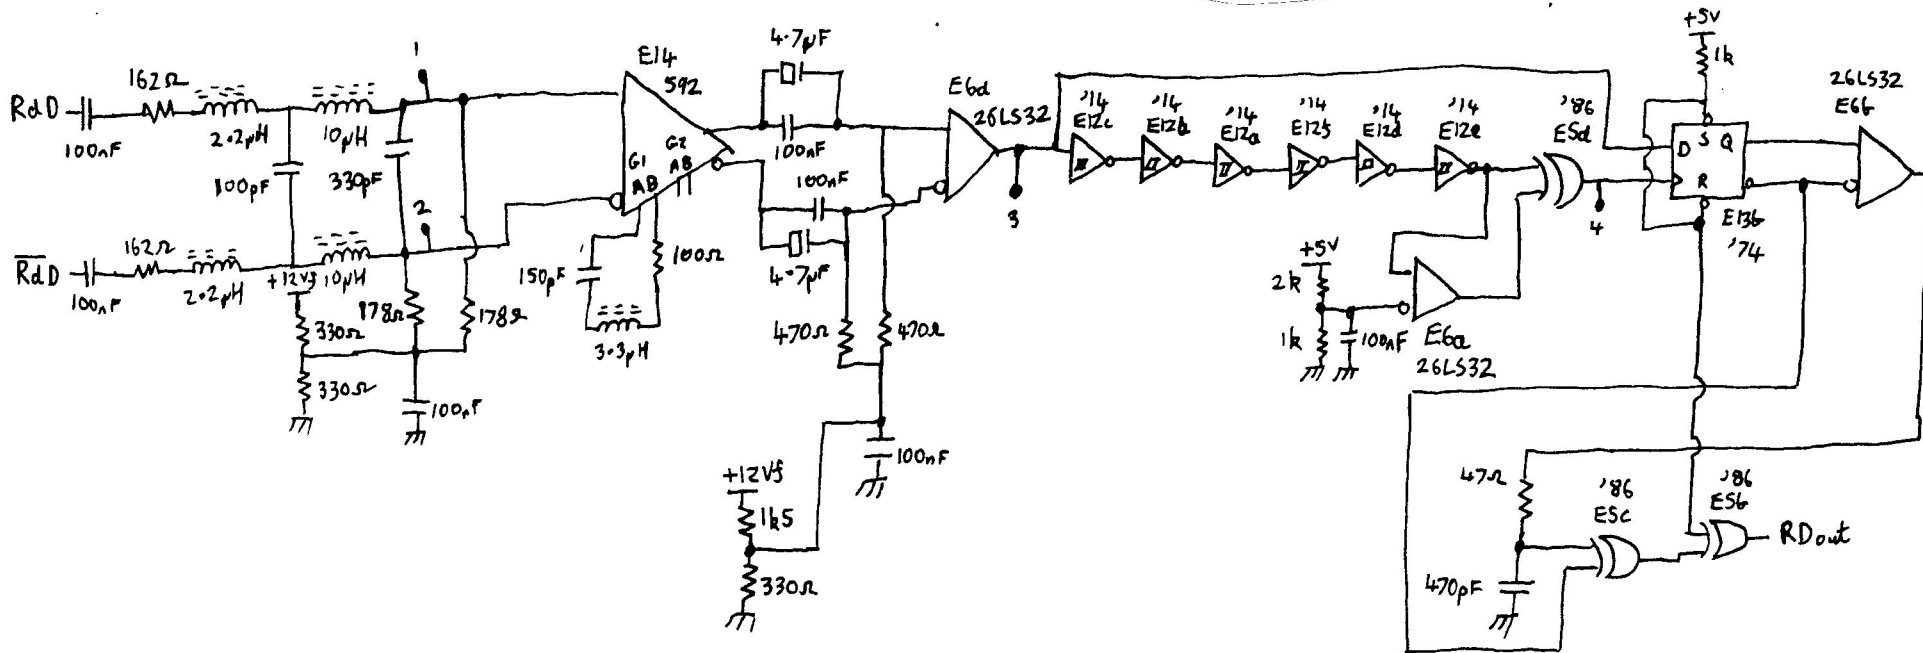 RdD
100nF
162Ω
2.2μH
100pF
10μH
330pF
1
R̅d̅D
100nF
162Ω
2.2μH
+12Vf
10μH
2
330Ω
330Ω
178Ω
178Ω
100nF
E14
592
G1
AB
G2
AB
150pF
100Ω
3.3μH
4.7μF
100nF
100nF
4.7μF
470Ω
470Ω
100nF
+12Vf
1k5
330Ω
E6d
26LS32
3
'14
E12c
'14
E12b
'14
E12a
'14
E12f
'14
E12d
'14
E12e
'86
E5d
4
+5V
2k
1k
100nF
E6a
26LS32
+5V
1k
D S Q
R
E13b
'74
26LS32
E6b
47Ω
470pF
'86
E5c
'86
E5b
RDout